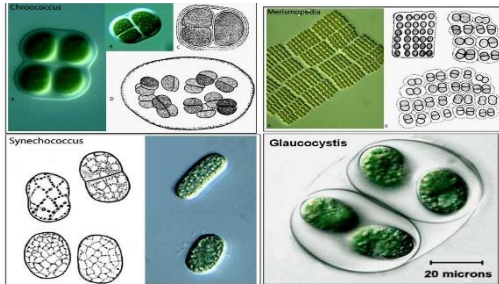 Chroococcus
Merismopedia
A
B
C
D
Synechococcus
Glaucocystis
20 microns